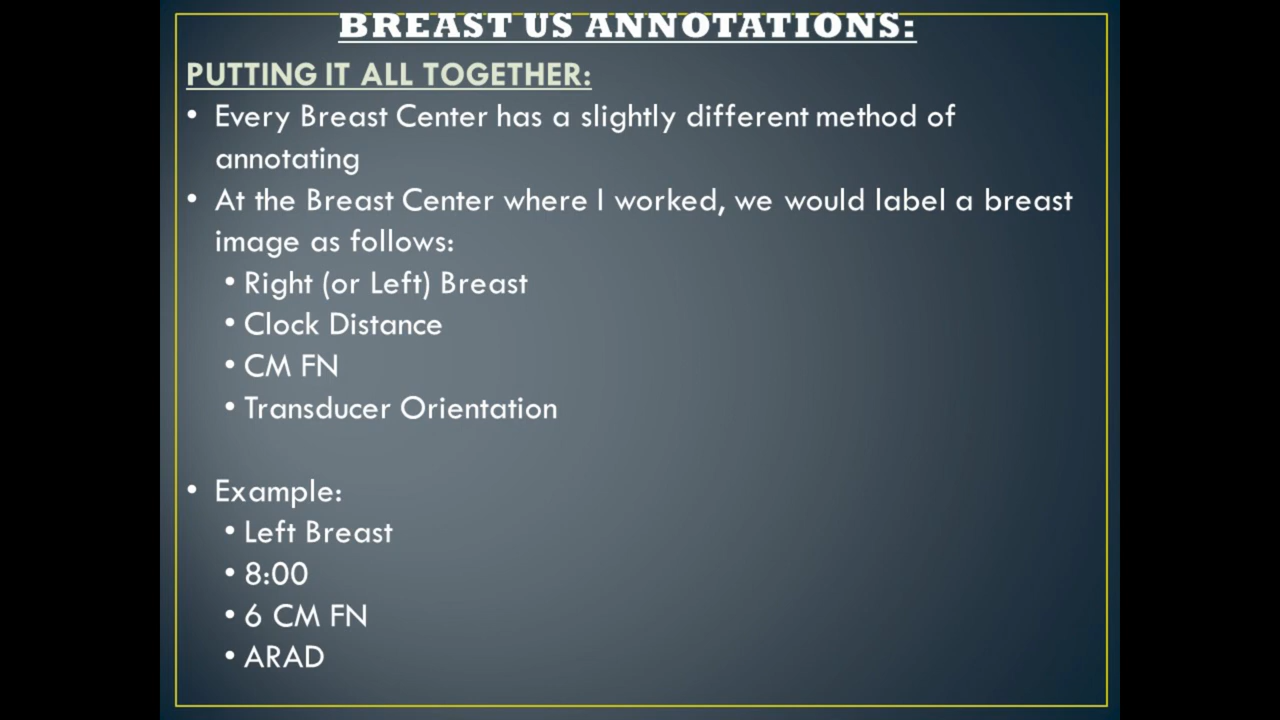 BREAST US ANNOTATIONS:
PUTTING IT ALL TOGETHER:
• Every Breast Center has a slightly different method of
annotating
• At the Breast Center where I worked, we would label a breast
image as follows:
• Right (or Left) Breast
• Clock Distance
• CM FN
• Transducer Orientation
• Example:
• Left Breast
• 8:00
• 6 CM FN
• ARAD